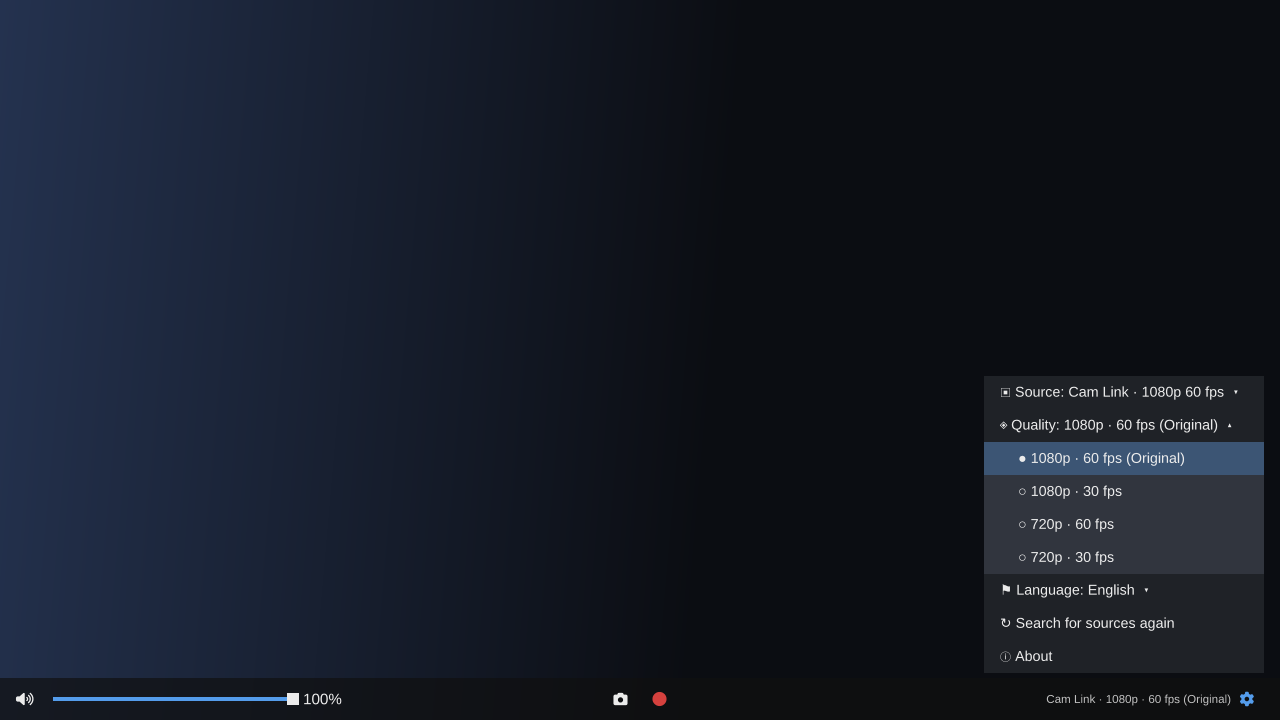 Source: Cam Link · 1080p 60 fps ▾
Quality: 1080p · 60 fps (Original) ▴
● 1080p · 60 fps (Original)
○ 1080p · 30 fps
○ 720p · 60 fps
○ 720p · 30 fps
⚑ Language: English ▾
↻ Search for sources again
ⓘ About
100%
Cam Link · 1080p · 60 fps (Original)